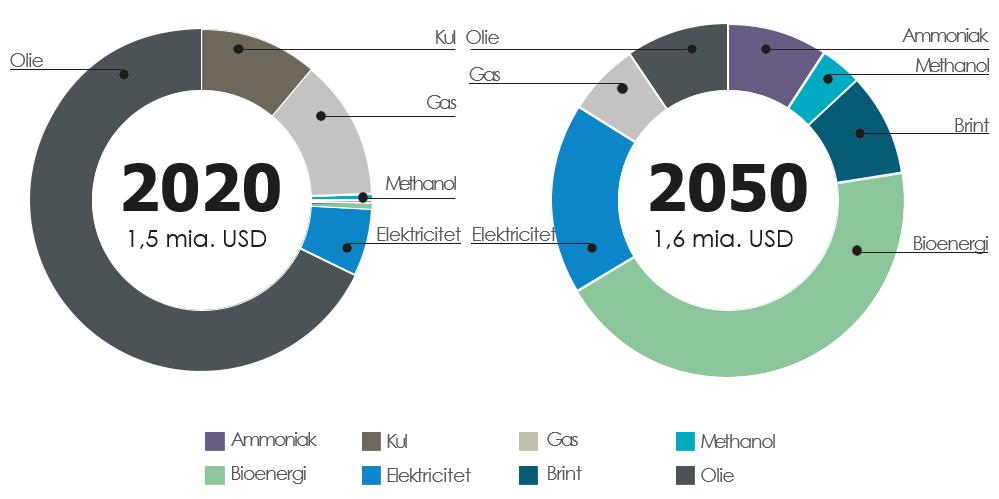 Olie
Kul
Gas
Methanol
Elektricitet
2020
1,5 mia. USD
Olie
Gas
Elektricitet
Ammoniak
Methanol
Brint
Bioenergi
2050
1,6 mia. USD
Ammoniak Kul Gas Methanol
Bioenergi Elektricitet Brint Olie